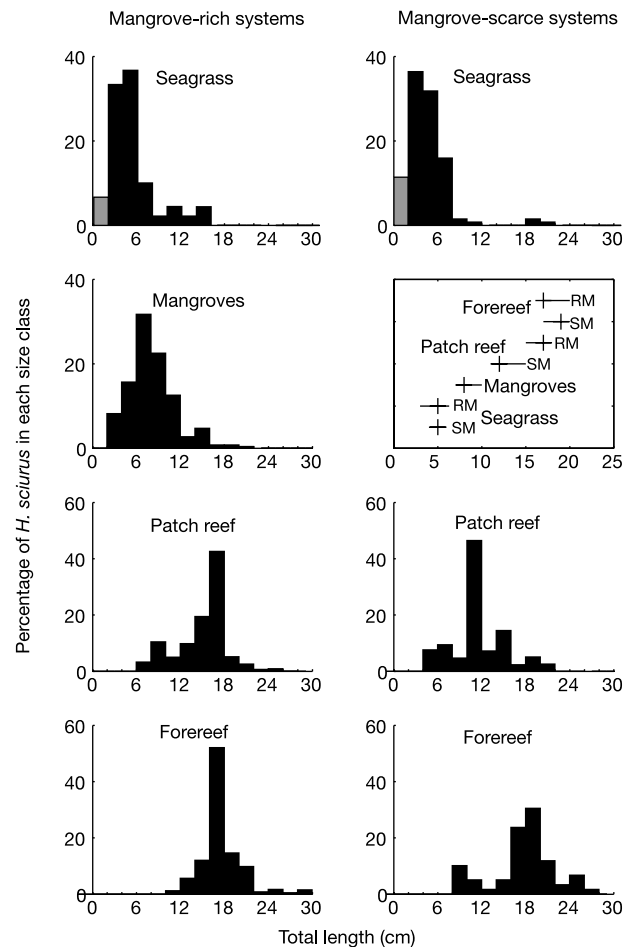 Mangrove-rich systems
Mangrove-scarce systems
40
20
0
Seagrass
0 6 12 18 24 30
40
20
0
Seagrass
0 6 12 18 24 30
40
20
0
Mangroves
0 6 12 18 24 30
Forereef
RM
SM
Patch reef
RM
SM
Mangroves
RM
Seagrass
SM
0 5 10 15 20 25
60
40
20
0
Patch reef
0 6 12 18 24 30
60
40
20
0
Patch reef
0 6 12 18 24 30
60
40
20
0
Forereef
0 6 12 18 24 30
60
40
20
0
Forereef
0 6 12 18 24 30
Percentage of H. sciurus in each size class
Total length (cm)